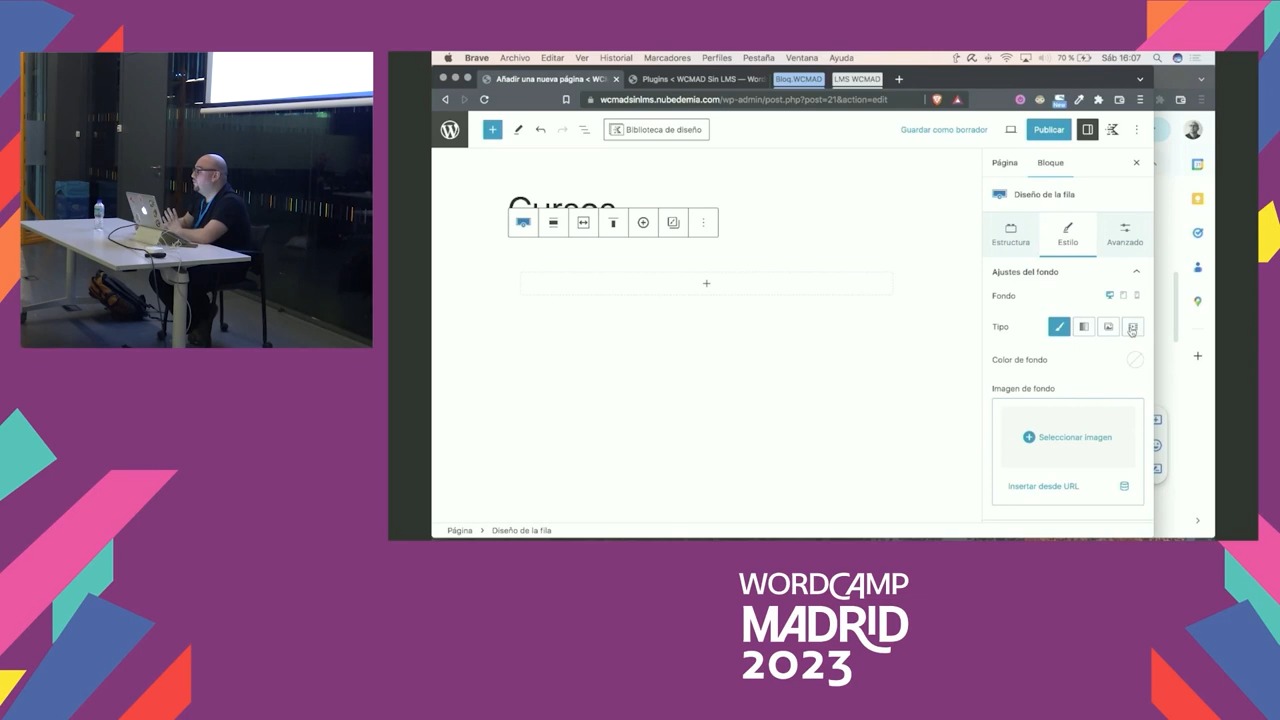 Brave Archivo Editar Ver Historial Marcadores Perfiles Pestaña Ventana Ayuda 70 % Sáb 16:07
Añadir una nueva página < WC
Plugins < WCMAD Sin LMS — Wor
Bloq.WCMAD
LMS WCMAD
wcmadsinlms.nubedemia.com/wp-admin/post.php?post=21&action=edit
New
Biblioteca de diseño
Guardar como borrador
Publicar
Página Bloque
Cursos
Diseño de la fila
Estructura Estilo Avanzado
Ajustes del fondo
Fondo
Tipo
Color de fondo
Imagen de fondo
Seleccionar imagen
Insertar desde URL
Página > Diseño de la fila
WORDCAMP
MADRID
2023